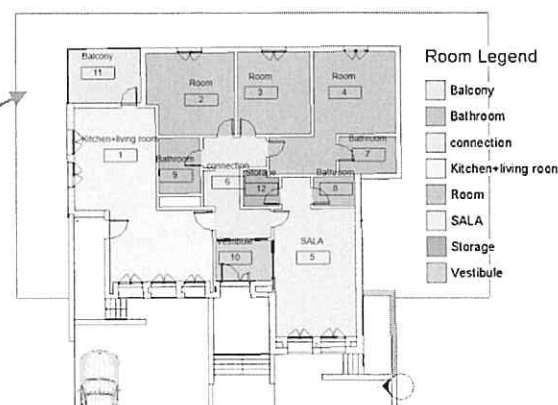 Balcony
11
Room
2
Room
3
Room
4
Kitchen+living room
1
Bathroom
9
connection
6
Storage
12
Bathroom
8
Bathroom
7
Vestibule
10
SALA
5
Room Legend
Balcony
Bathroom
connection
Kitchen+living room
Room
SALA
Storage
Vestibule